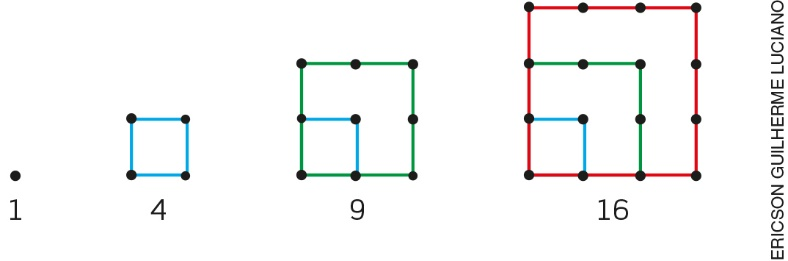 1 4 9 16
ERICSON GUILHERME LUCIANO